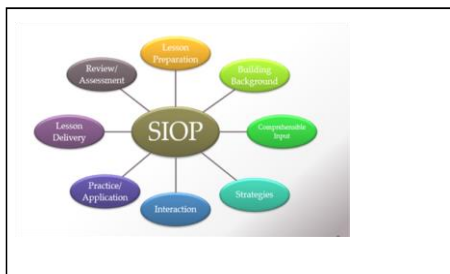 Lesson
Preparation
Review/
Assessment
Building
Background
Lesson
Delivery
SIOP
Comprehensible
Input
Practice/
Application
Strategies
Interaction